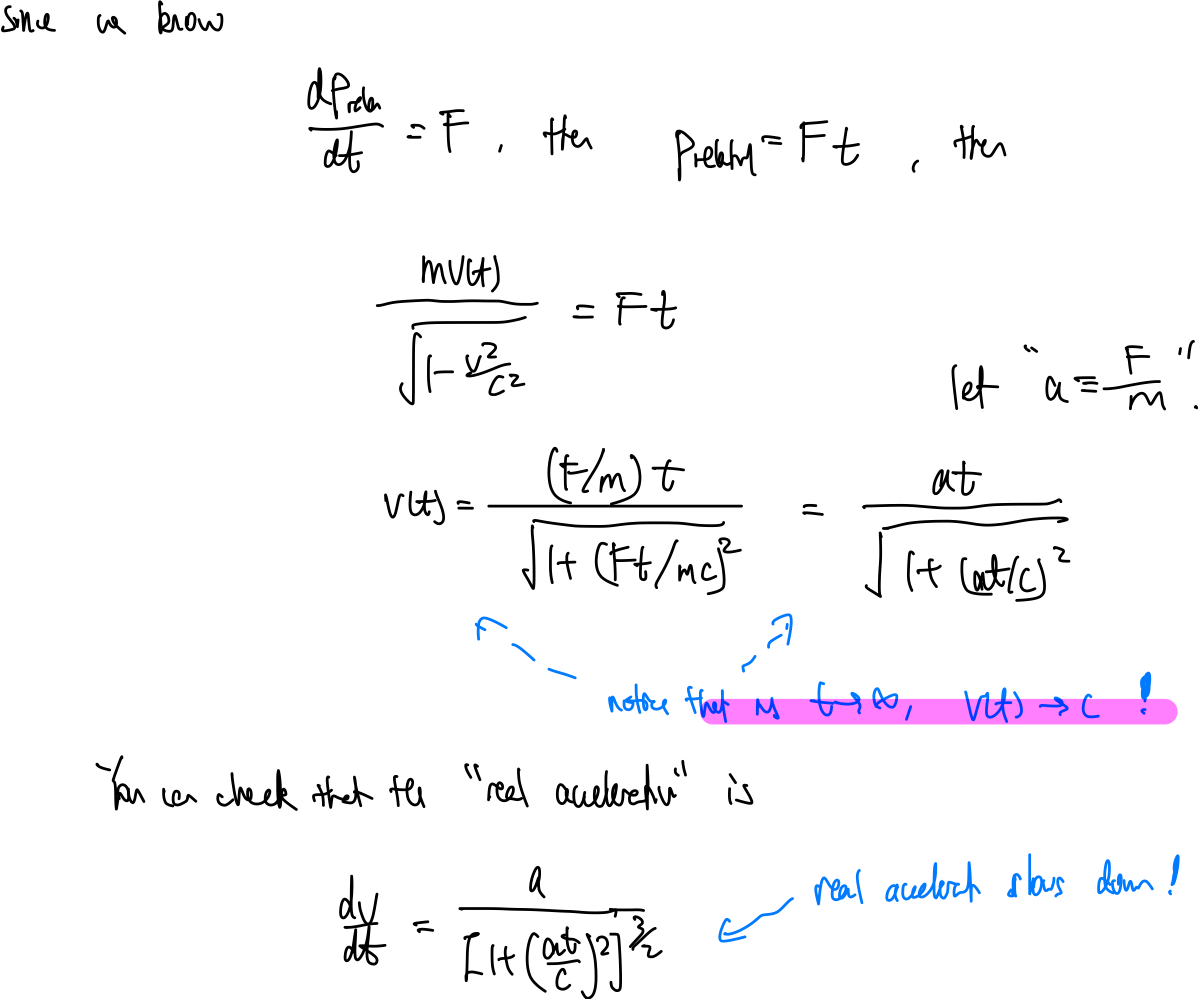 Since we know
dP_relat/dt = F , then P_relativ = Ft , then
mv(t)/√(1 - v²/c²) = Ft
let "a ≡ F/m".
v(t) = (F/m)t/√(1 + (Ft/mc)²) = at/√(1 + (at/c)²)
notice that as t→∞, v(t) → c !
You can check that the "real acceleration" is
dv/dt = a/[1+(at/c)²]^(3/2)
real accelerat slows down!